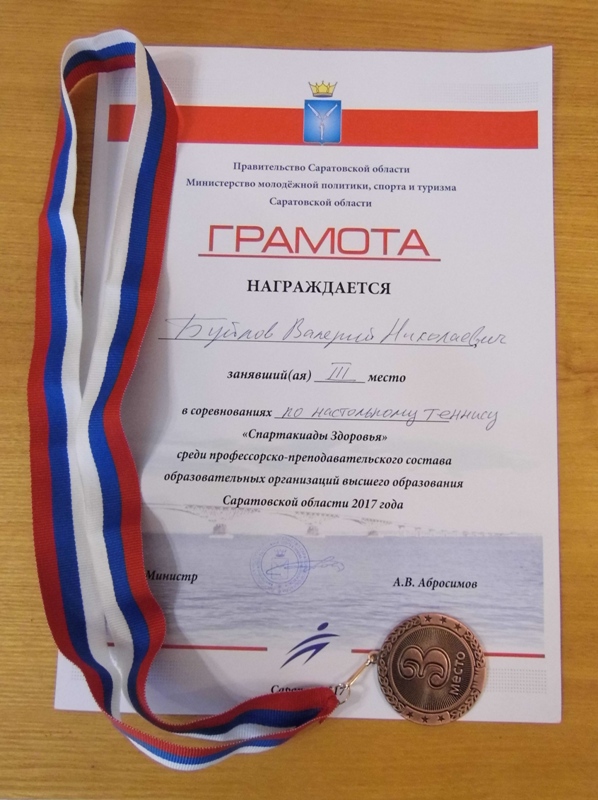 Правительство Саратовской области
Министерство молодёжной политики, спорта и туризма
Саратовской области
ГРАМОТА
НАГРАЖДАЕТСЯ
Буйлов Валерий Николаевич
занявший(ая) III место
в соревнованиях по настольному теннису
«Спартакиады Здоровья»
среди профессорско-преподавательского состава
образовательных организаций высшего образования
Саратовской области 2017 года
Министр
А.В. Абросимов
3
место